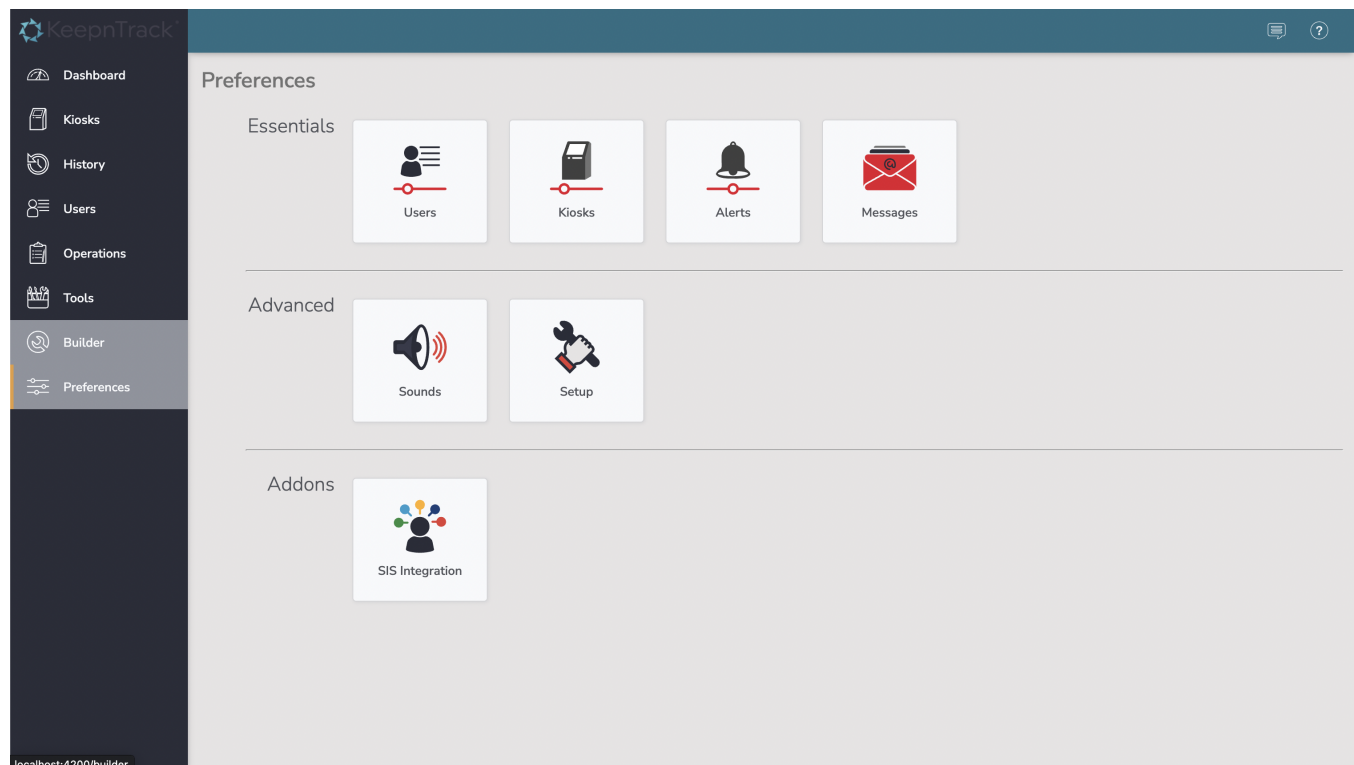 KeepnTrack
Dashboard
Kiosks
History
Users
Operations
Tools
Builder
Preferences
?
Preferences
Essentials
Users
Kiosks
Alerts
@
Messages
Advanced
Sounds
Setup
Addons
SIS Integration
localhost:4200/builder